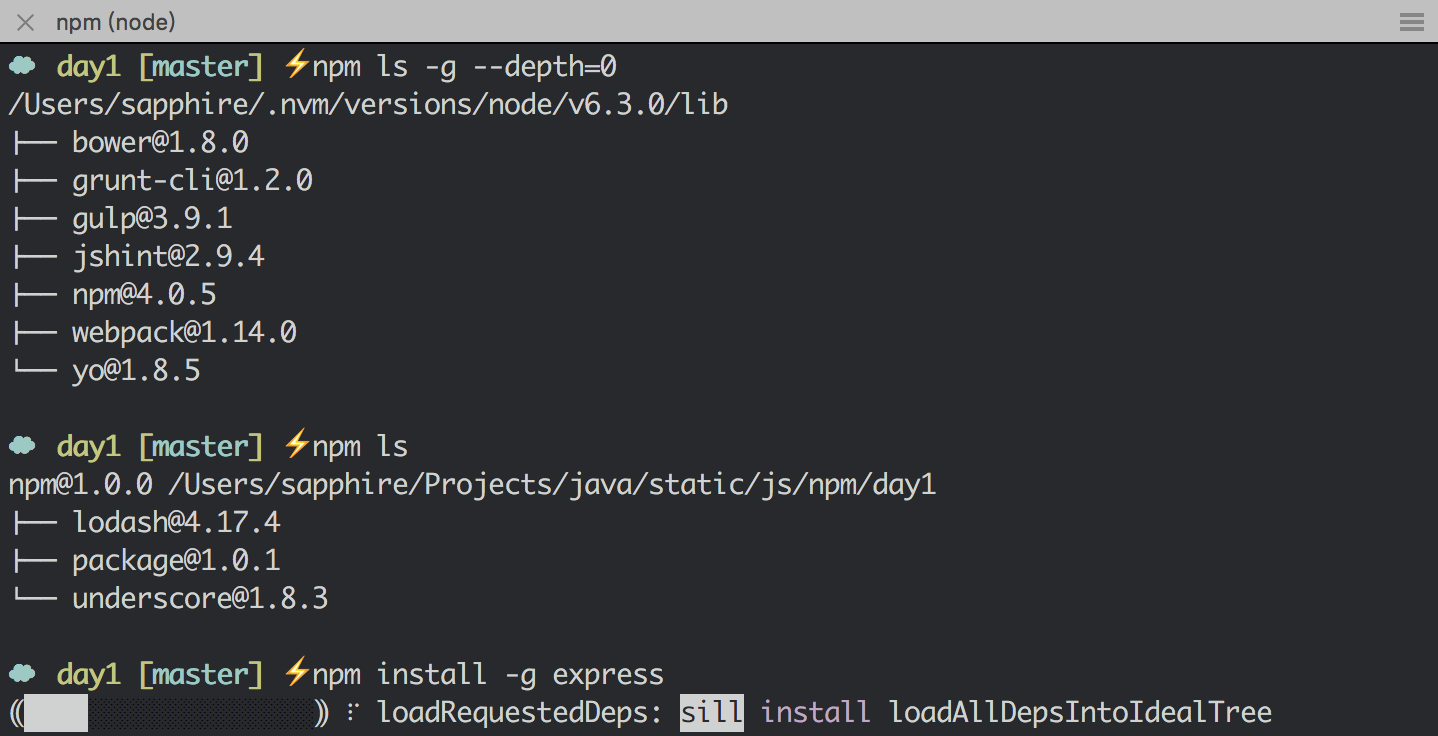 npm (node)
day1 [master] ⚡npm ls -g --depth=0
/Users/sapphire/.nvm/versions/node/v6.3.0/lib
├── bower@1.8.0
├── grunt-cli@1.2.0
├── gulp@3.9.1
├── jshint@2.9.4
├── npm@4.0.5
├── webpack@1.14.0
└── yo@1.8.5
day1 [master] ⚡npm ls
npm@1.0.0 /Users/sapphire/Projects/java/static/js/npm/day1
├── lodash@4.17.4
├── package@1.0.1
└── underscore@1.8.3
day1 [master] ⚡npm install -g express
loadRequestedDeps: sill install loadAllDepsIntoIdealTree